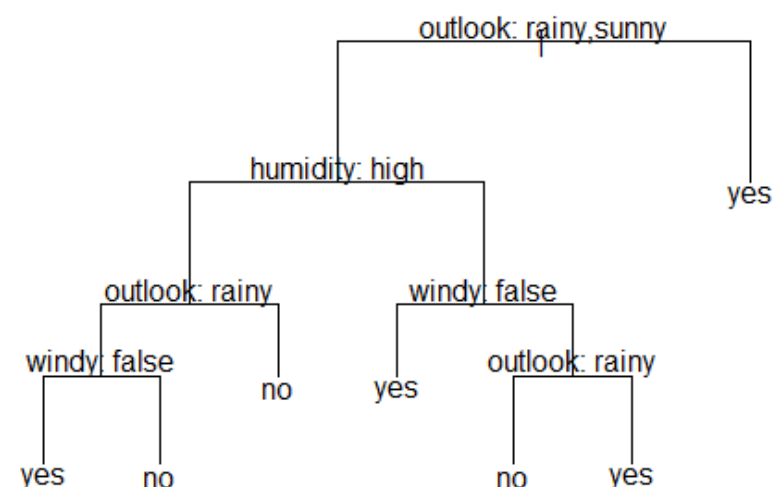 outlook: rainy,sunny
humidity: high
yes
outlook: rainy
windy: false
windy: false
no
yes
outlook: rainy
yes
no
no
yes